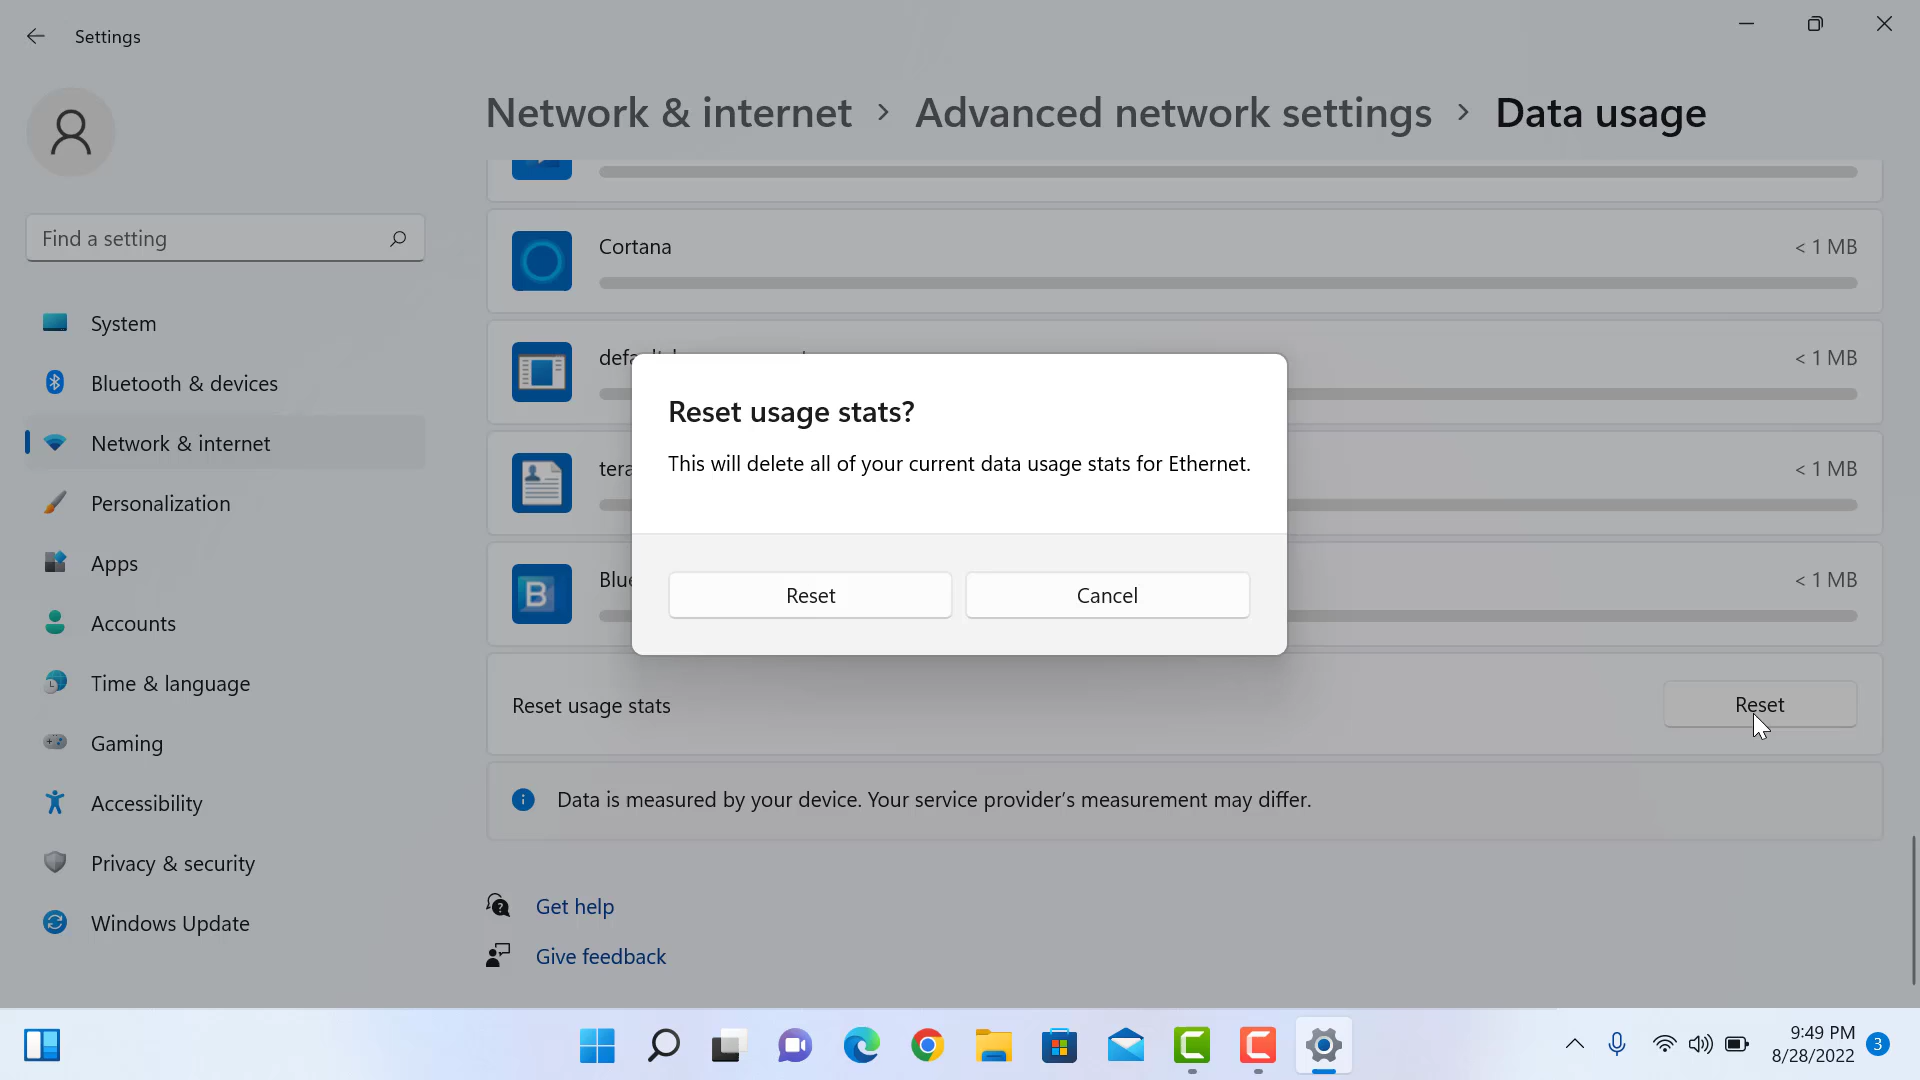 Settings
Network & internet > Advanced network settings > Data usage
Find a setting
System
Bluetooth & devices
Network & internet
Personalization
Apps
Accounts
Time & language
Gaming
Accessibility
Privacy & security
Windows Update
Cortana < 1 MB
< 1 MB
< 1 MB
B < 1 MB
Reset usage stats?
This will delete all of your current data usage stats for Ethernet.
Reset Cancel
Reset usage stats Reset
Data is measured by your device. Your service provider's measurement may differ.
Get help
Give feedback
9:49 PM
8/28/2022 3